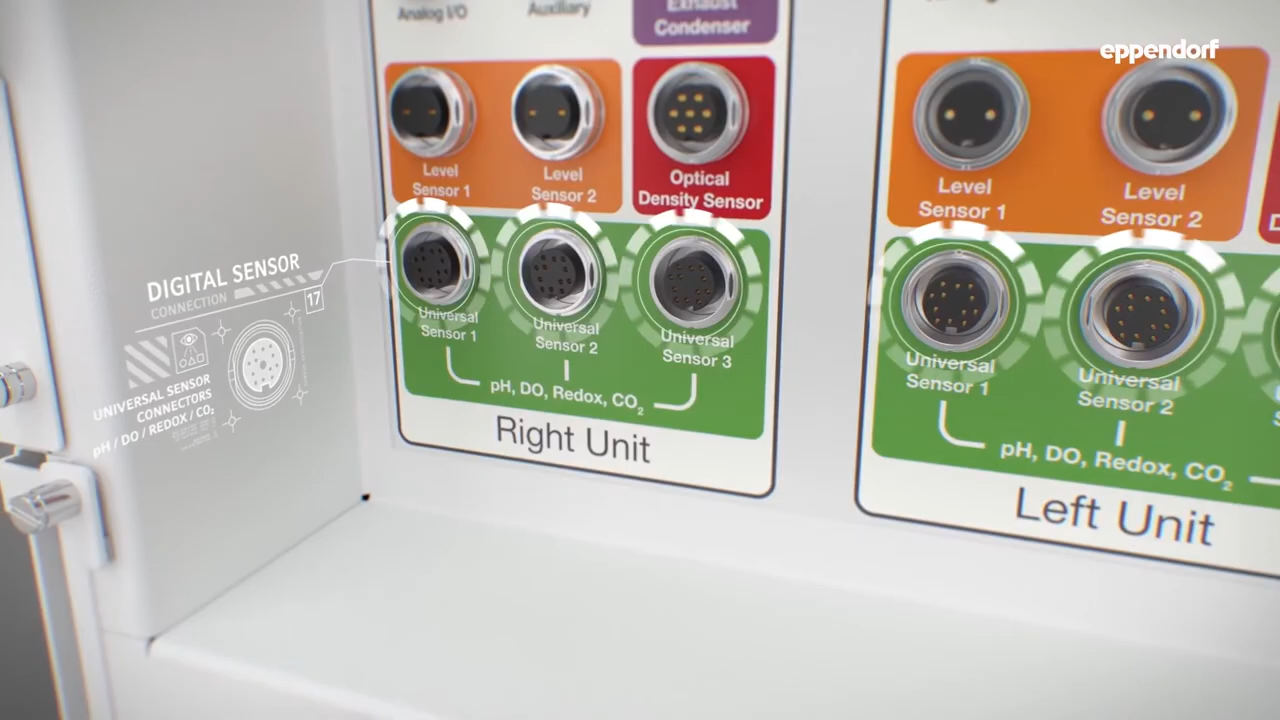 eppendorf
Analog I/O
Auxiliary
Exhaust
Condenser
Level
Sensor 1
Level
Sensor 2
Optical
Density Sensor
Universal
Sensor 1
Universal
Sensor 2
Universal
Sensor 3
pH, DO, Redox, CO₂
Right Unit
Level
Sensor 1
Level
Sensor 2
Universal
Sensor 1
Universal
Sensor 2
pH, DO, Redox, CO₂
Left Unit
DIGITAL SENSOR
CONNECTION
17
UNIVERSAL SENSOR
CONNECTORS
pH / DO / REDOX / CO₂